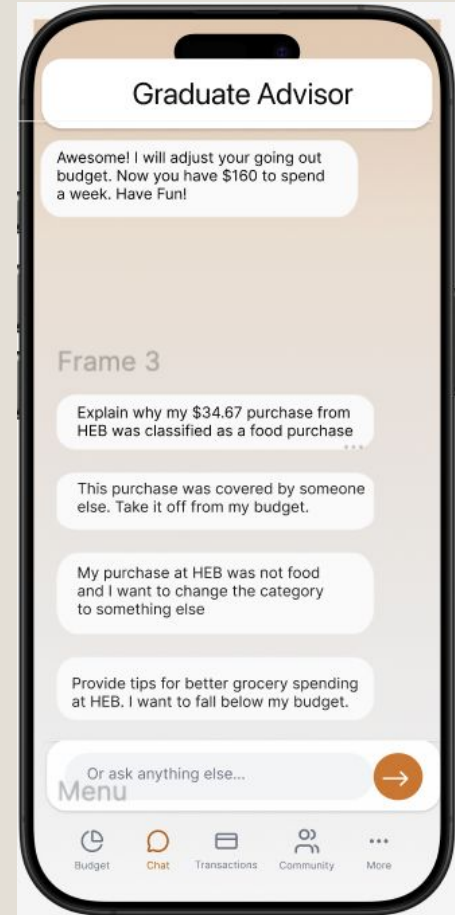 Graduate Advisor
Awesome! I will adjust your going out
budget. Now you have $160 to spend
a week. Have Fun!
Frame 3
Explain why my $34.67 purchase from
HEB was classified as a food purchase
This purchase was covered by someone
else. Take it off from my budget.
My purchase at HEB was not food
and I want to change the category
to something else
Provide tips for better grocery spending
at HEB. I want to fall below my budget.
Or ask anything else...
Menu
Budget
Chat
Transactions
Community
More